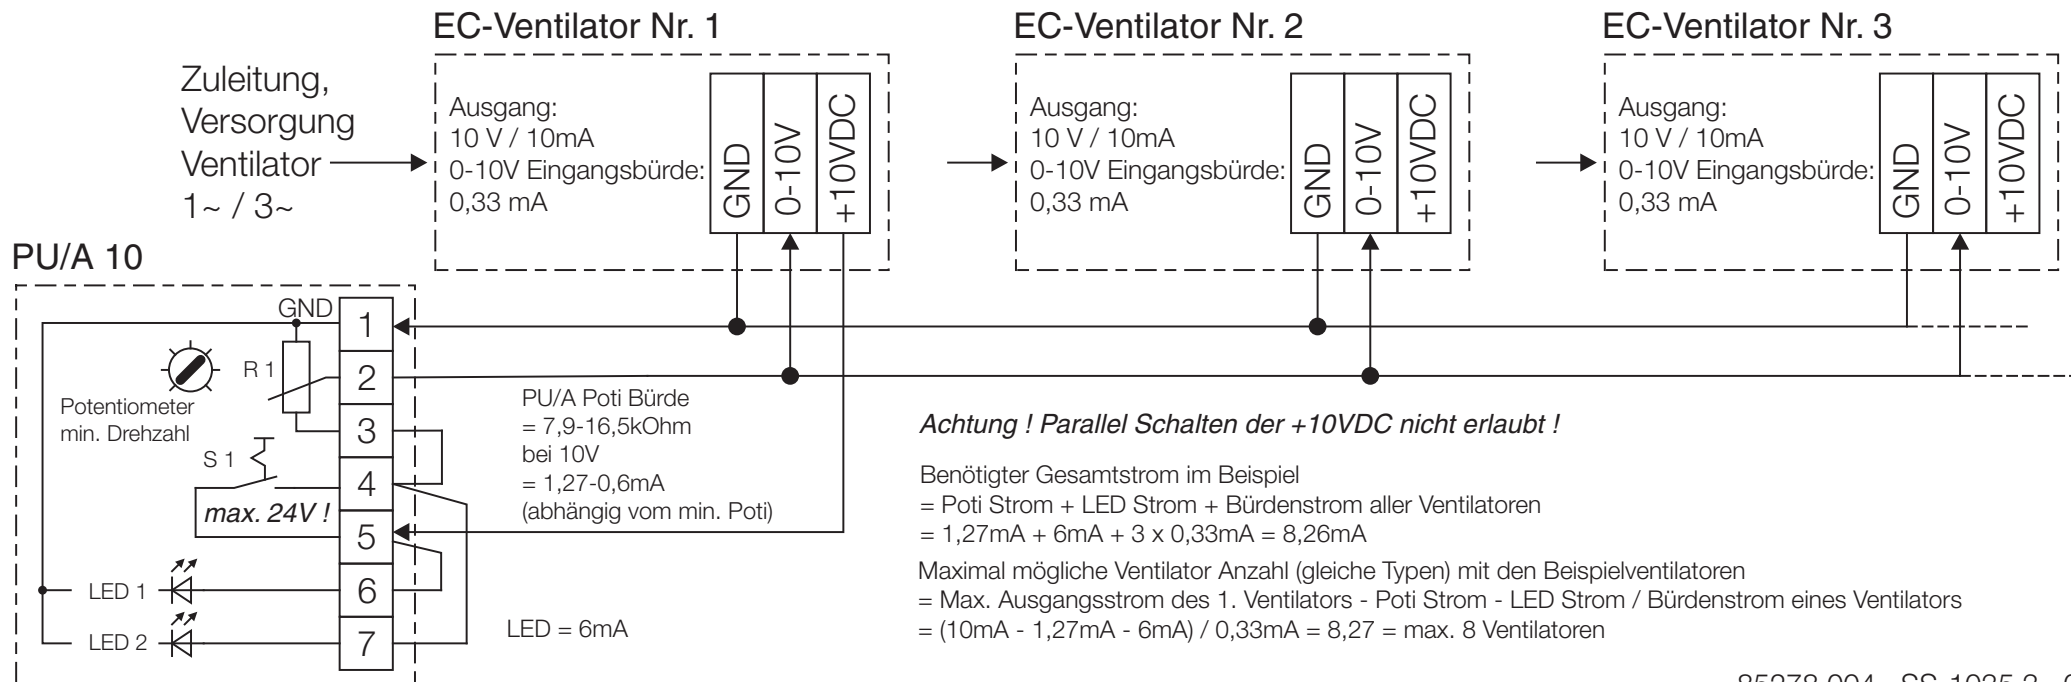 EC-Ventilator Nr. 1
EC-Ventilator Nr. 2
EC-Ventilator Nr. 3
Zuleitung,
Versorgung
Ventilator
1~ / 3~
Ausgang:
10 V / 10mA
0-10V Eingangsbürde:
0,33 mA
GND
0-10V
+10VDC
Ausgang:
10 V / 10mA
0-10V Eingangsbürde:
0,33 mA
GND
0-10V
+10VDC
Ausgang:
10 V / 10mA
0-10V Eingangsbürde:
0,33 mA
GND
0-10V
+10VDC
PU/A 10
GND
1
2
3
4
5
6
7
R 1
Potentiometer
min. Drehzahl
S 1
max. 24V !
LED 1
LED 2
PU/A Poti Bürde
= 7,9-16,5kOhm
bei 10V
= 1,27-0,6mA
(abhängig vom min. Poti)
LED = 6mA
Achtung ! Parallel Schalten der +10VDC nicht erlaubt !
Benötigter Gesamtstrom im Beispiel
= Poti Strom + LED Strom + Bürdenstrom aller Ventilatoren
= 1,27mA + 6mA + 3 x 0,33mA = 8,26mA
Maximal mögliche Ventilator Anzahl (gleiche Typen) mit den Beispielventilatoren
= Max. Ausgangsstrom des 1. Ventilators - Poti Strom - LED Strom / Bürdenstrom eines Ventilators
= (10mA - 1,27mA - 6mA) / 0,33mA = 8,27 = max. 8 Ventilatoren